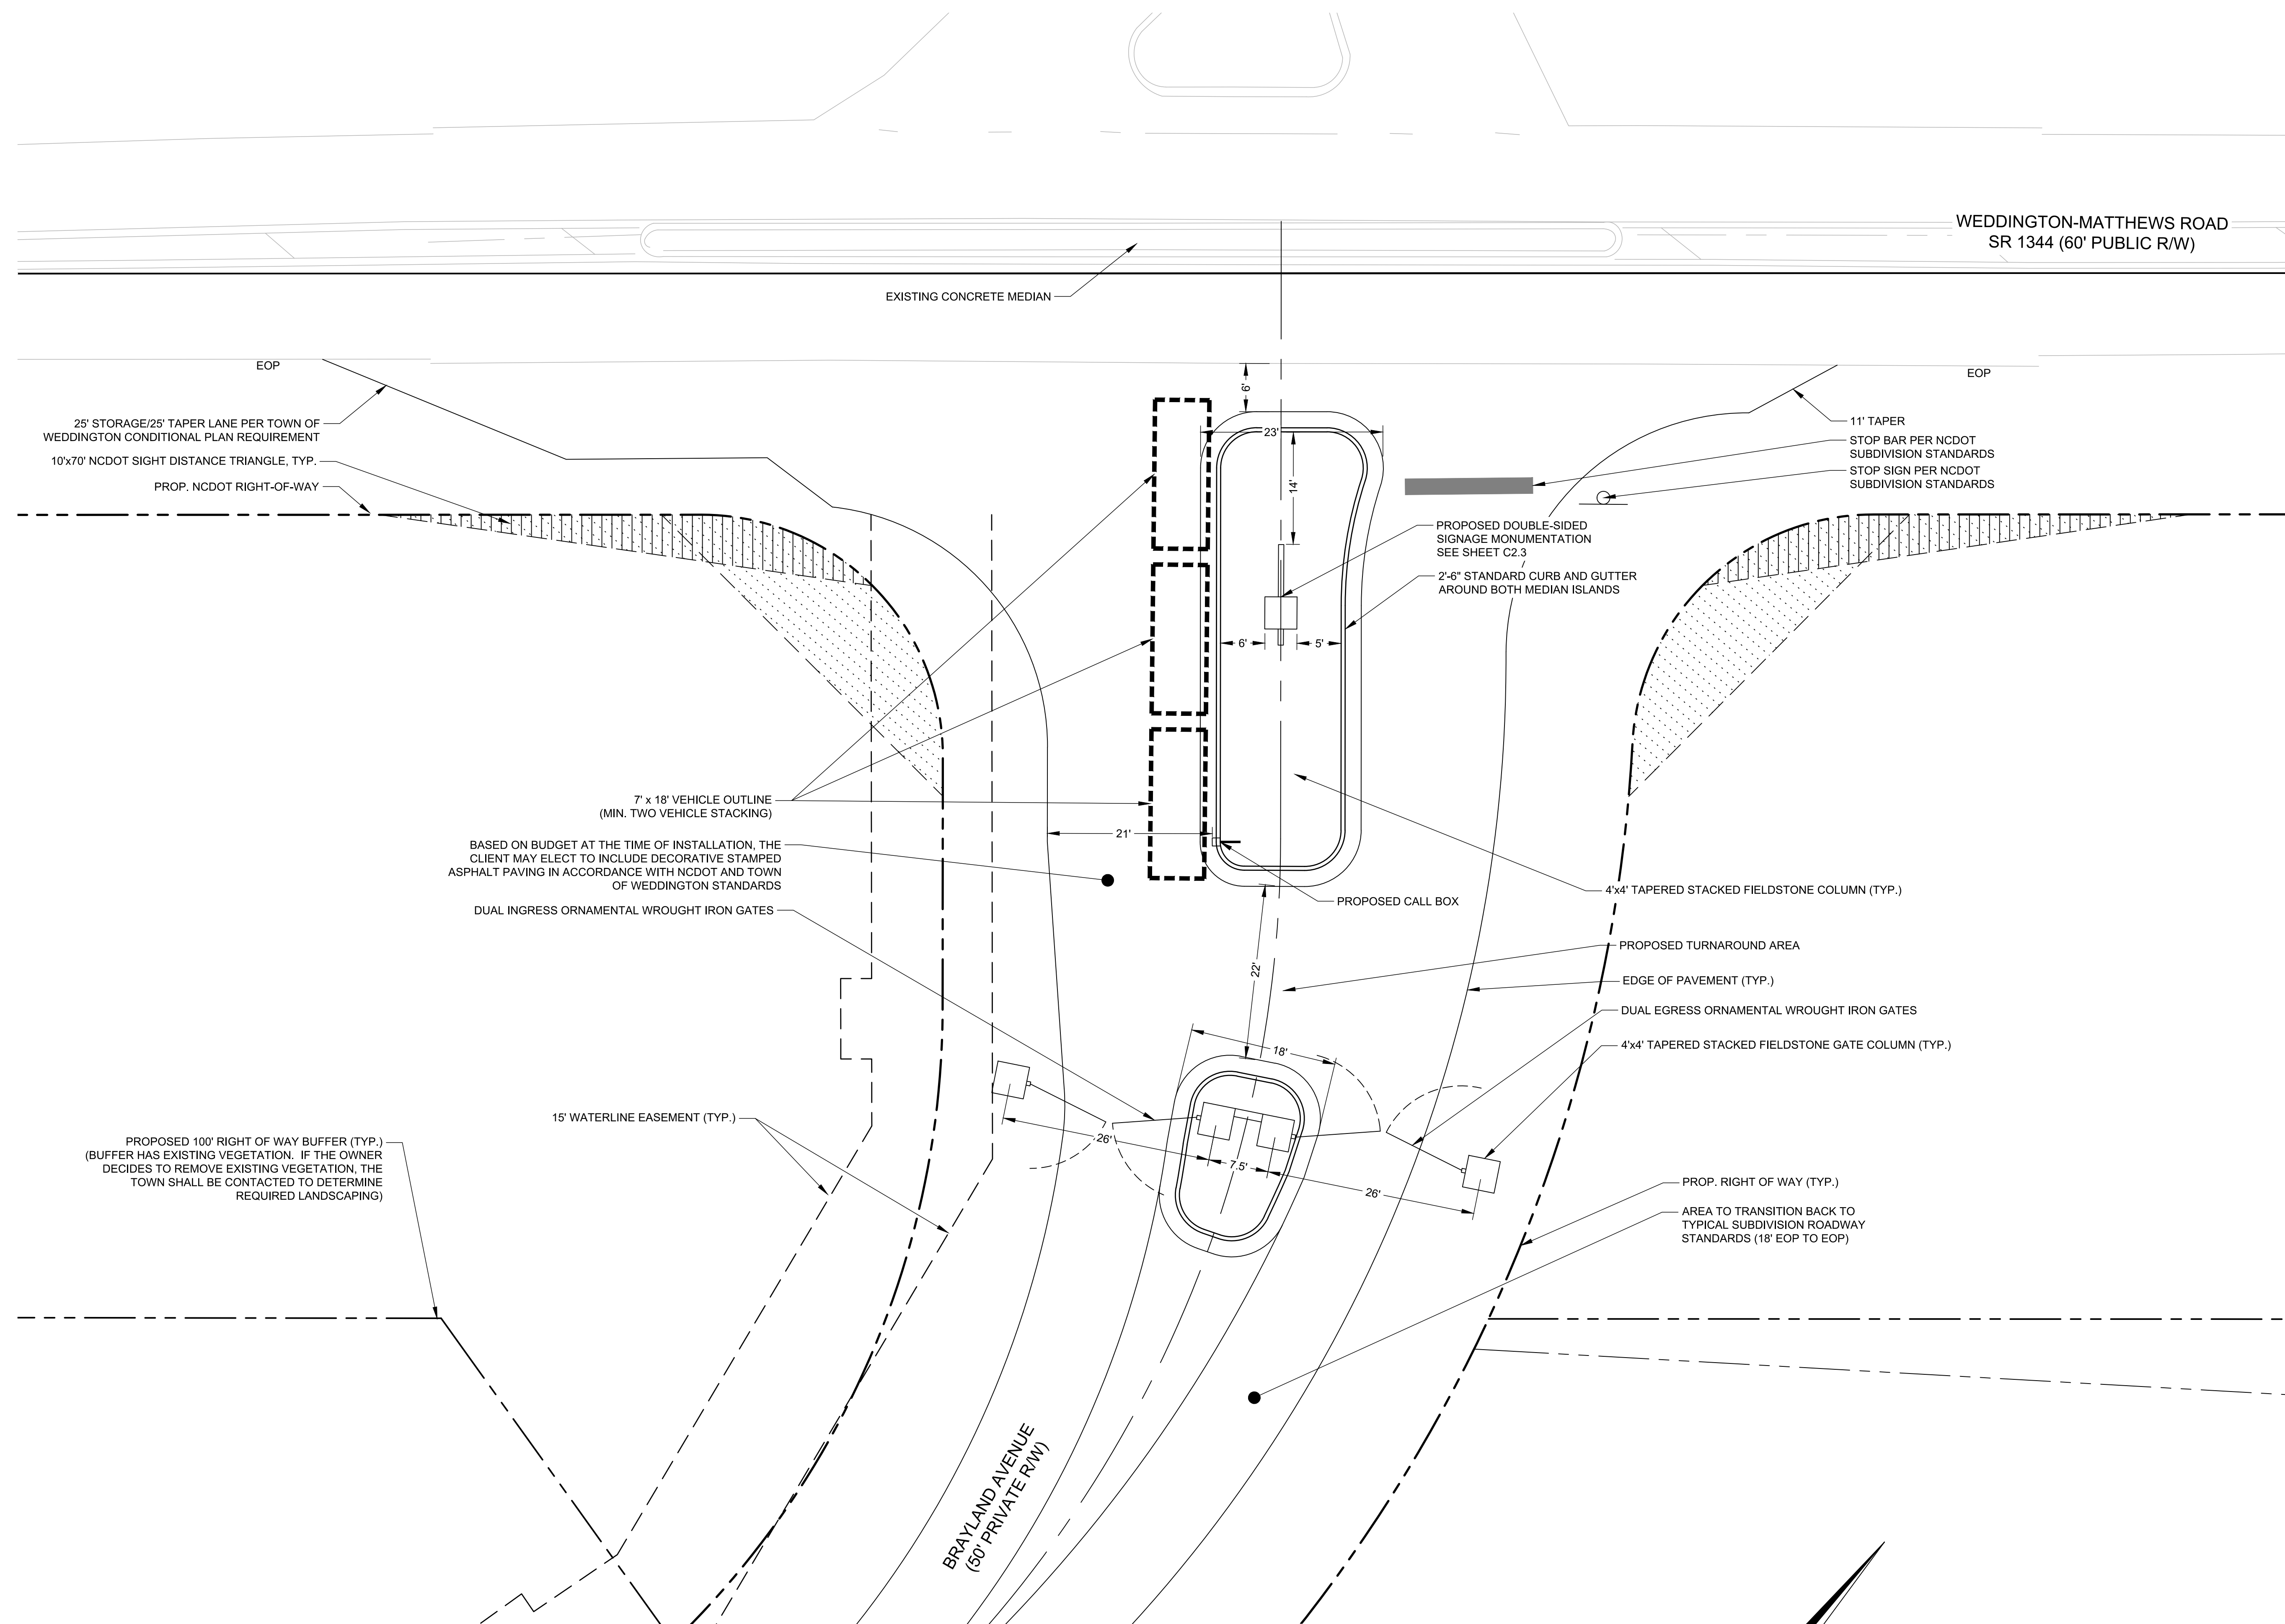 WEDDINGTON-MATTHEWS ROAD
SR 1344 (60' PUBLIC R/W)
EXISTING CONCRETE MEDIAN
EOP
EOP
6'
25' STORAGE/25' TAPER LANE PER TOWN OF
WEDDINGTON CONDITIONAL PLAN REQUIREMENT
10'x70' NCDOT SIGHT DISTANCE TRIANGLE, TYP.
PROP. NCDOT RIGHT-OF-WAY
23'
14'
11' TAPER
STOP BAR PER NCDOT
SUBDIVISION STANDARDS
STOP SIGN PER NCDOT
SUBDIVISION STANDARDS
PROPOSED DOUBLE-SIDED
SIGNAGE MONUMENTATION
SEE SHEET C2.3
2'-6" STANDARD CURB AND GUTTER
AROUND BOTH MEDIAN ISLANDS
6'
5'
7' x 18' VEHICLE OUTLINE
(MIN. TWO VEHICLE STACKING)
21'
BASED ON BUDGET AT THE TIME OF INSTALLATION, THE
CLIENT MAY ELECT TO INCLUDE DECORATIVE STAMPED
ASPHALT PAVING IN ACCORDANCE WITH NCDOT AND TOWN
OF WEDDINGTON STANDARDS
DUAL INGRESS ORNAMENTAL WROUGHT IRON GATES
4'x4' TAPERED STACKED FIELDSTONE COLUMN (TYP.)
PROPOSED CALL BOX
PROPOSED TURNAROUND AREA
22'
EDGE OF PAVEMENT (TYP.)
DUAL EGRESS ORNAMENTAL WROUGHT IRON GATES
4'x4' TAPERED STACKED FIELDSTONE GATE COLUMN (TYP.)
18'
15' WATERLINE EASEMENT (TYP.)
26'
7.5'
26'
PROPOSED 100' RIGHT OF WAY BUFFER (TYP.)
(BUFFER HAS EXISTING VEGETATION. IF THE OWNER
DECIDES TO REMOVE EXISTING VEGETATION, THE
TOWN SHALL BE CONTACTED TO DETERMINE
REQUIRED LANDSCAPING)
PROP. RIGHT OF WAY (TYP.)
AREA TO TRANSITION BACK TO
TYPICAL SUBDIVISION ROADWAY
STANDARDS (18' EOP TO EOP)
BRAYLAND AVENUE
(50' PRIVATE R/W)